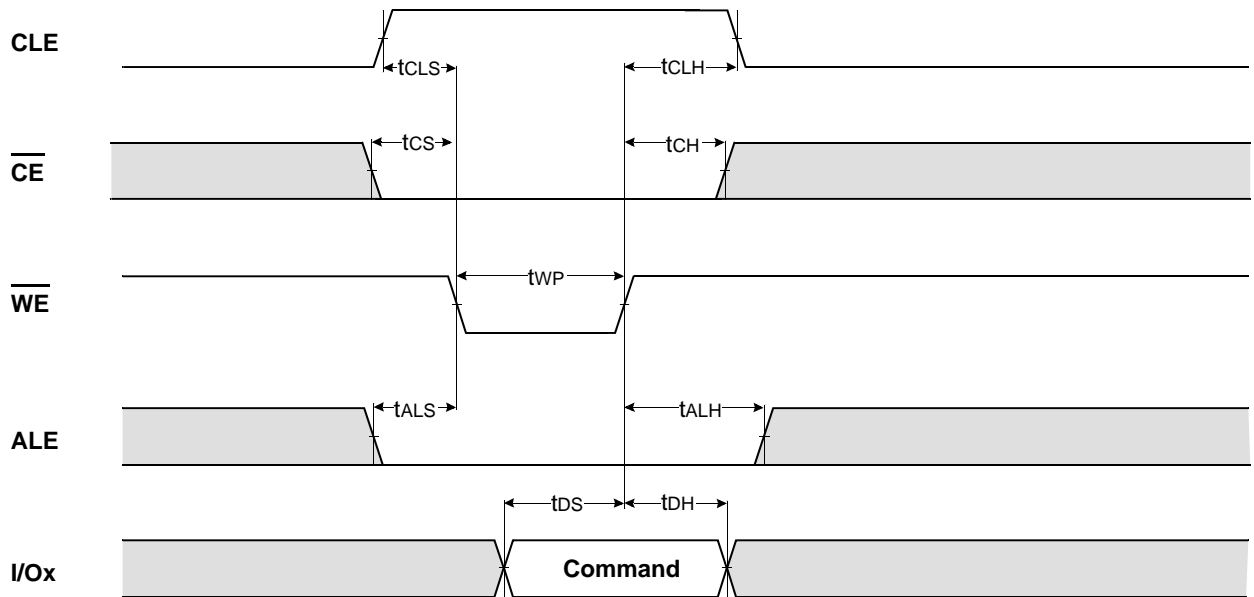 CLE
tCLS
tCLH
CE
tCS
tCH
WE
tWP
ALE
tALS
tALH
tDS
tDH
I/Ox
Command